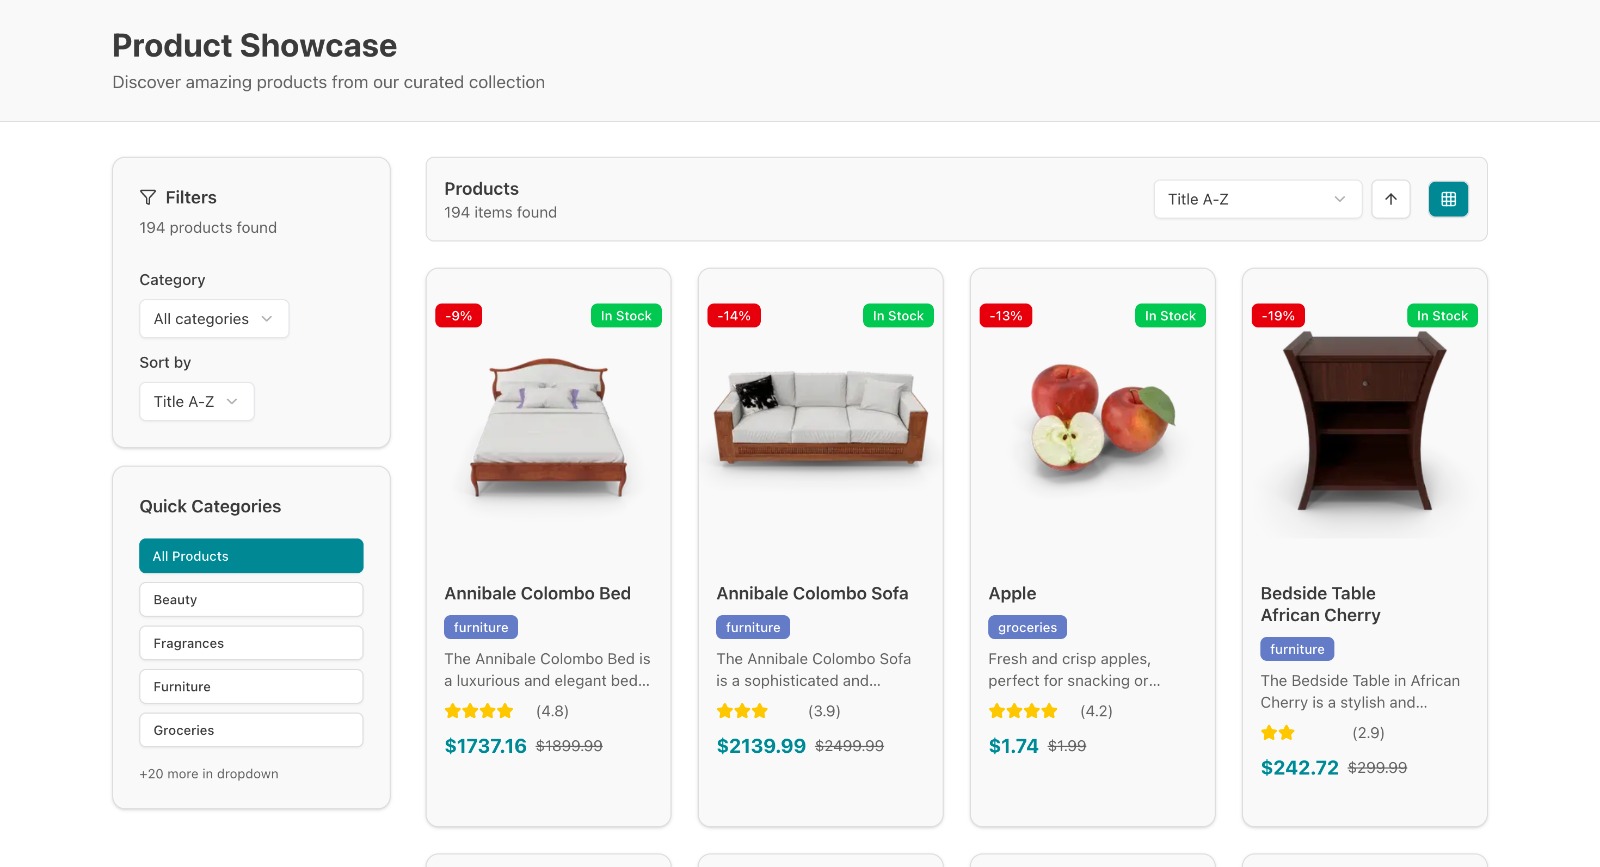 Product Showcase
Discover amazing products from our curated collection
Filters
194 products found
Category
All categories
Sort by
Title A-Z
Quick Categories
All Products
Beauty
Fragrances
Furniture
Groceries
+20 more in dropdown
Products
194 items found
Title A-Z
-9%
In Stock
Annibale Colombo Bed
furniture
The Annibale Colombo Bed is
a luxurious and elegant bed...
(4.8)
$1737.16 $1899.99
-14%
In Stock
Annibale Colombo Sofa
furniture
The Annibale Colombo Sofa
is a sophisticated and...
(3.9)
$2139.99 $2499.99
-13%
In Stock
Apple
groceries
Fresh and crisp apples,
perfect for snacking or...
(4.2)
$1.74 $1.99
-19%
In Stock
Bedside Table
African Cherry
furniture
The Bedside Table in African
Cherry is a stylish and...
(2.9)
$242.72 $299.99